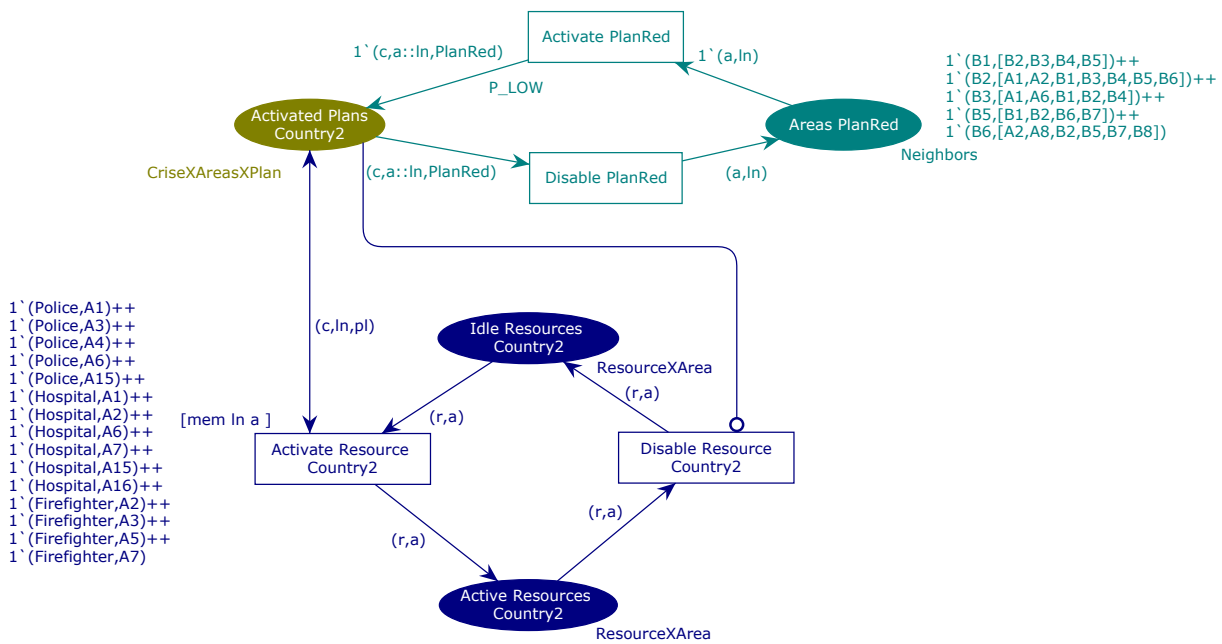 Activate PlanRed
1`(c,a::ln,PlanRed)
1`(a,ln)
P_LOW
1`(B1,[B2,B3,B4,B5])++
1`(B2,[A1,A2,B1,B3,B4,B5,B6])++
1`(B3,[A1,A6,B1,B2,B4])++
1`(B5,[B1,B2,B6,B7])++
1`(B6,[A2,A8,B2,B5,B7,B8])
Activated Plans
Country2
Areas PlanRed
Neighbors
CriseXAreasXPlan
(c,a::ln,PlanRed)
Disable PlanRed
(a,ln)
1`(Police,A1)++
1`(Police,A3)++
1`(Police,A4)++
1`(Police,A6)++
1`(Police,A15)++
1`(Hospital,A1)++
1`(Hospital,A2)++
1`(Hospital,A6)++
1`(Hospital,A7)++
1`(Hospital,A15)++
1`(Hospital,A16)++
1`(Firefighter,A2)++
1`(Firefighter,A3)++
1`(Firefighter,A5)++
1`(Firefighter,A7)
(c,ln,pl)
Idle Resources
Country2
ResourceXArea
(r,a)
(r,a)
[mem ln a ]
Activate Resource
Country2
Disable Resource
Country2
(r,a)
(r,a)
Active Resources
Country2
ResourceXArea